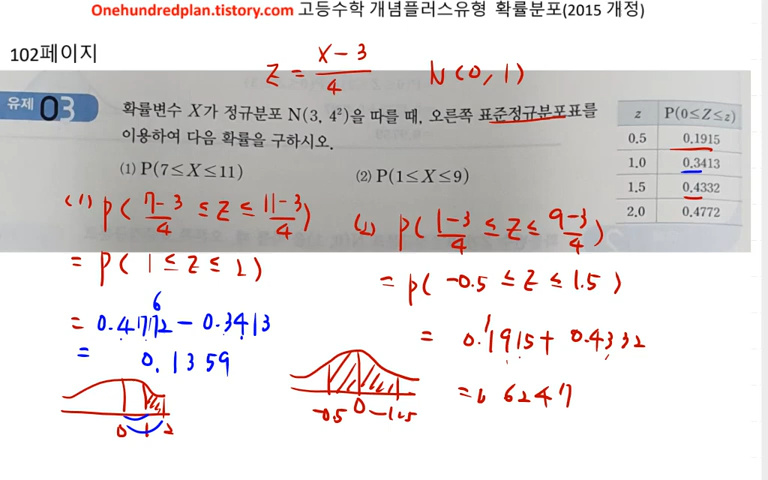 Onehundredplan.tistory.com 고등수학 개념플러스유형 확률분포(2015 개정)
102페이지
Z = (X-3)/4 N(0,1)
유제 03 확률변수 X가 정규분포 N(3, 4²)을 따를 때, 오른쪽 표준정규분포표를
이용하여 다음 확률을 구하시오.
(1) P(7≤X≤11) (2) P(1≤X≤9)
z P(0≤Z≤z)
0.5 0.1915
1.0 0.3413
1.5 0.4332
2.0 0.4772
(1) P( (7-3)/4 ≤ Z ≤ (11-3)/4 )
= P( 1 ≤ Z ≤ 2 )
6
= 0.4772 - 0.3413
= 0.1359
0 1 2
(2) P( (1-3)/4 ≤ Z ≤ (9-3)/4 )
= P( -0.5 ≤ Z ≤ 1.5 )
1
= 0.1915 + 0.4332
= 0.6247
-0.5 0 -1.5